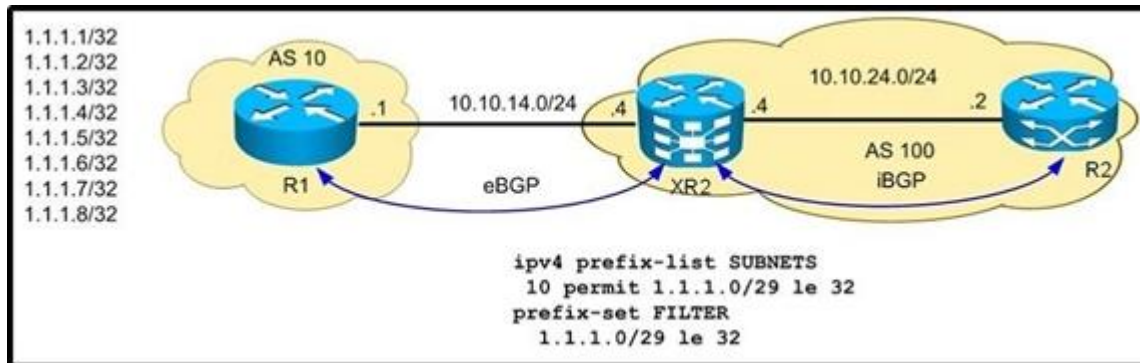 1.1.1.1/32
1.1.1.2/32
1.1.1.3/32
1.1.1.4/32
1.1.1.5/32
1.1.1.6/32
1.1.1.7/32
1.1.1.8/32
AS 10
.1
R1
10.10.14.0/24
eBGP
.4
XR2
.4
10.10.24.0/24
.2
AS 100
iBGP
R2
ipv4 prefix-list SUBNETS
10 permit 1.1.1.0/29 le 32
prefix-set FILTER
1.1.1.0/29 le 32